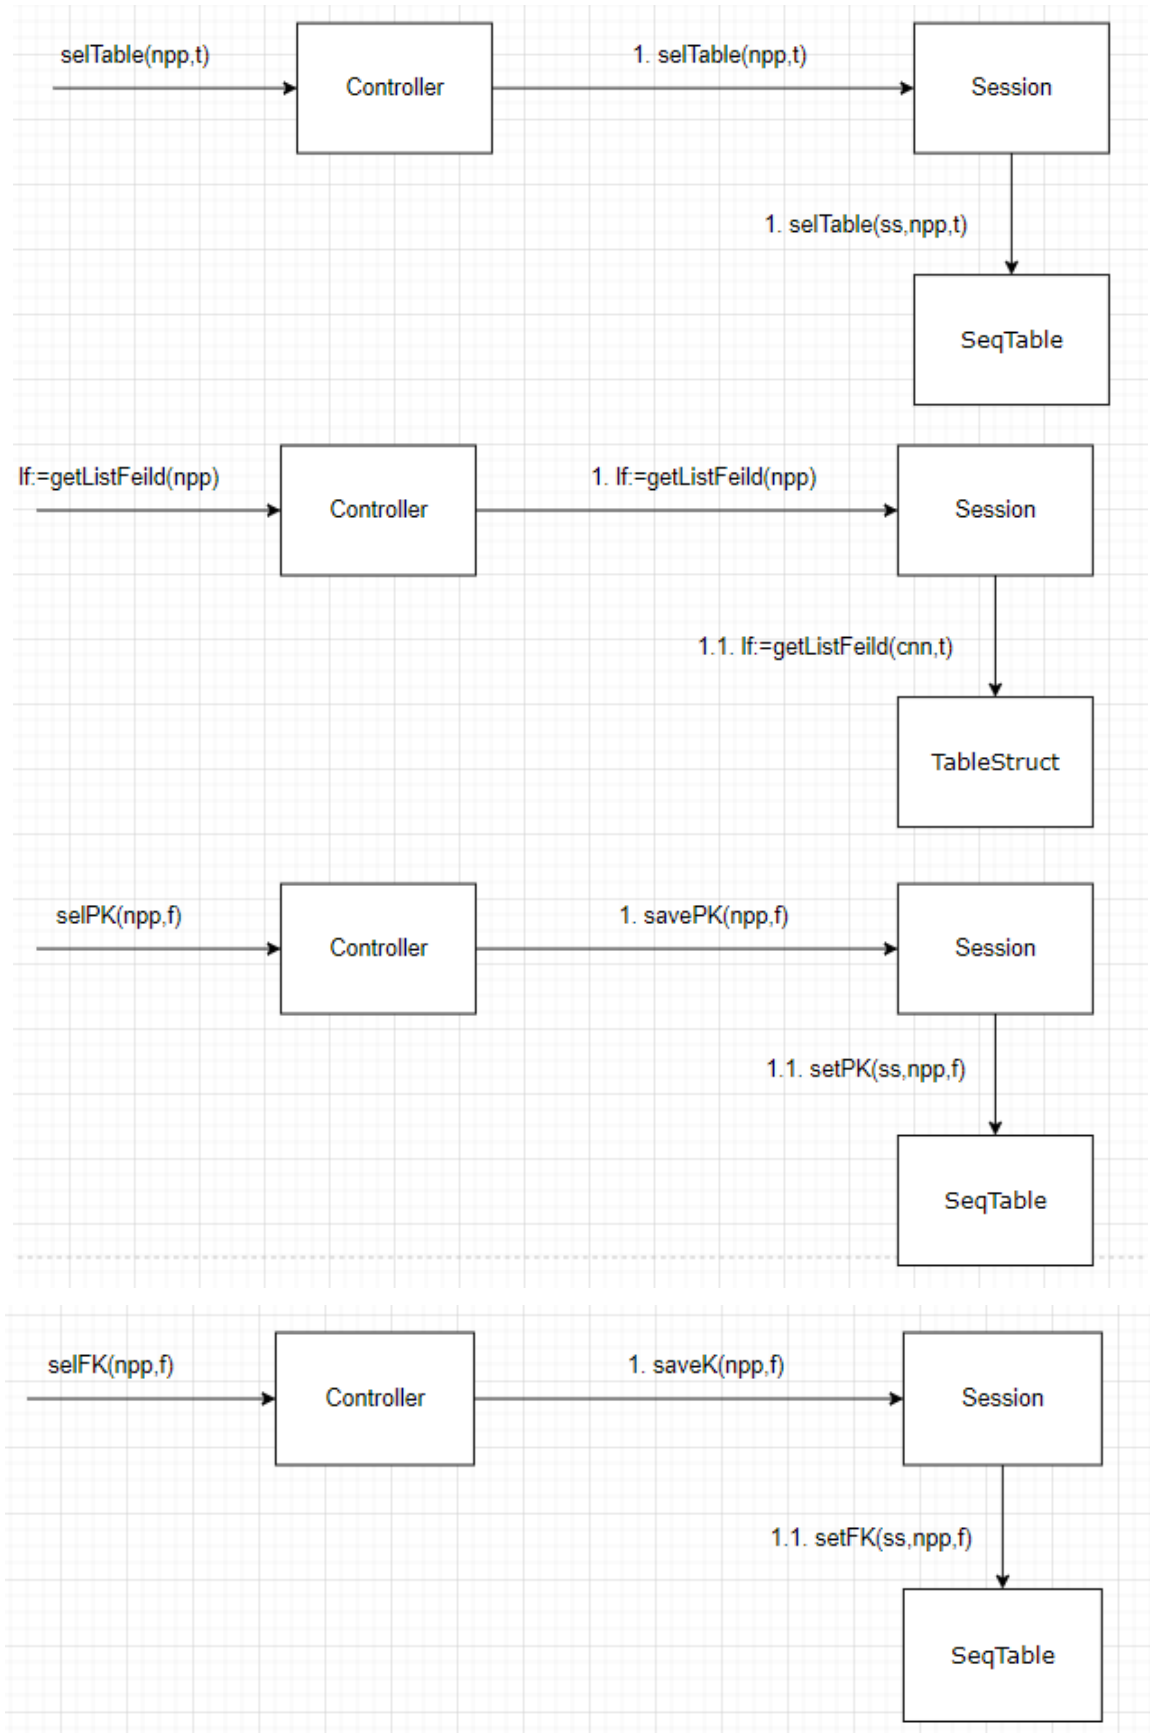 selTable(npp,t)
1. selTable(npp,t)
Controller
Session
1. selTable(ss,npp,t)
SeqTable
lf:=getListFeild(npp)
1. lf:=getListFeild(npp)
Controller
Session
1.1. lf:=getListFeild(cnn,t)
TableStruct
selPK(npp,f)
1. savePK(npp,f)
Controller
Session
1.1. setPK(ss,npp,f)
SeqTable
selFK(npp,f)
1. saveK(npp,f)
Controller
Session
1.1. setFK(ss,npp,f)
SeqTable